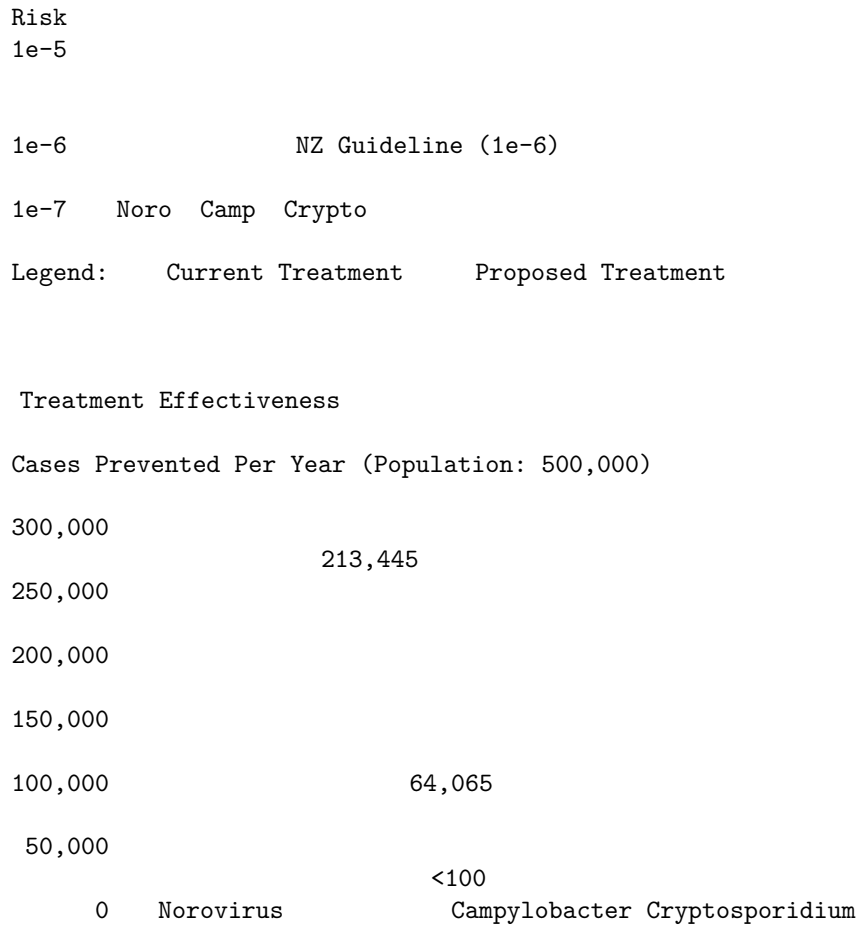 Risk
1e-5
1e-6 NZ Guideline (1e-6)
1e-7 Noro Camp Crypto
Legend: Current Treatment Proposed Treatment
Treatment Effectiveness
Cases Prevented Per Year (Population: 500,000)
300,000
213,445
250,000
200,000
150,000
100,000 64,065
50,000
<100
0 Norovirus Campylobacter Cryptosporidium